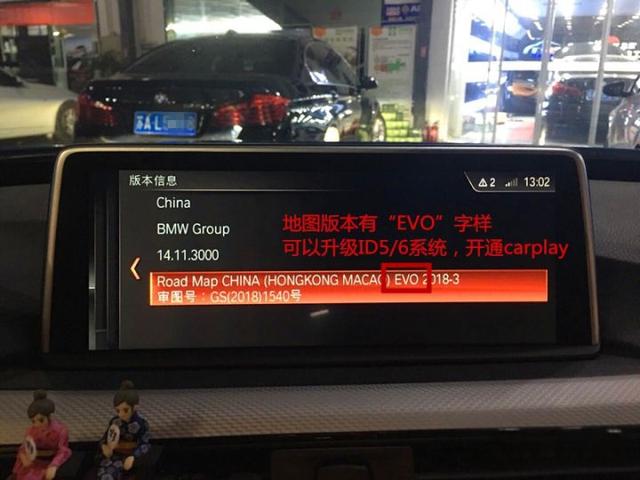 苏A·L
版本信息
2
13:02
China
BMW Group
14.11.3000
Road Map CHINA (HONGKONG MACAO) EVO 2018-3
审图号：GS(2018)1540号
地图版本有“EVO”字样
可以升级ID5/6系统，开通carplay